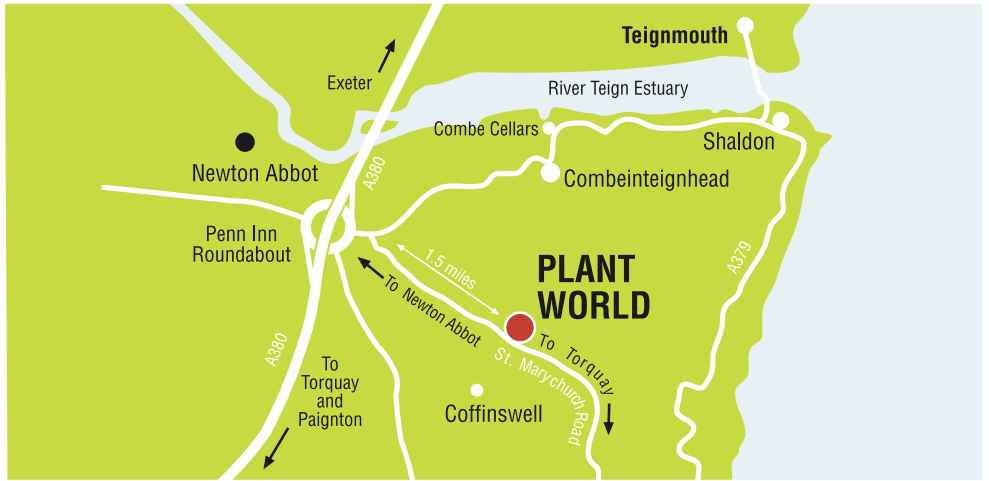 Teignmouth
Exeter
River Teign Estuary
Combe Cellars
Shaldon
Newton Abbot
A380
Combeinteignhead
Penn Inn
Roundabout
A379
1.5 miles
PLANT
WORLD
To Newton Abbot
To Torquay
St. Marychurch Road
A380
To
Torquay
and
Paignton
Coffinswell